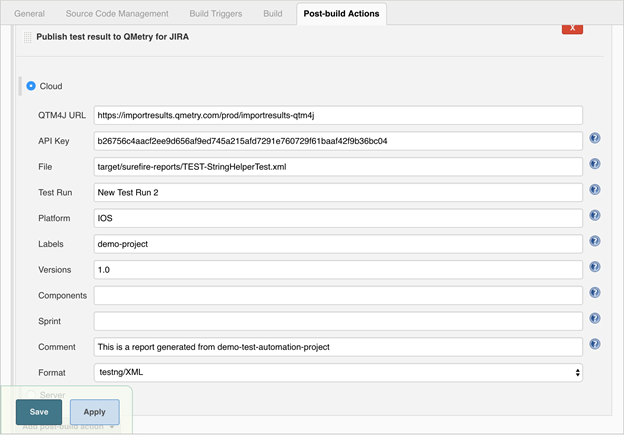 General
Source Code Management
Build Triggers
Build
Post-build Actions
X
Publish test result to QMetry for JIRA
Cloud
QTM4J URL
https://importresults.qmetry.com/prod/importresults-qtm4j
API Key
b26756c4aacf2ee9d656af9ed745a215afd7291e760729f61baaf42f9b36bc04
?
File
target/surefire-reports/TEST-StringHelperTest.xml
?
Test Run
New Test Run 2
?
Platform
IOS
?
Labels
demo-project
?
Versions
1.0
?
Components
?
Sprint
?
Comment
This is a report generated from demo-test-automation-project
?
Format
testng/XML
Server
Save
Apply
Add post-build action